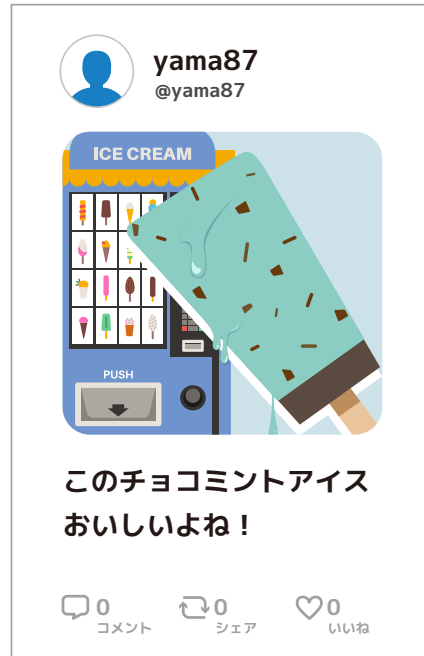 yama87
@yama87
ICE CREAM
PUSH
このチョコミントアイス
おいしいよね！
0
コメント
0
シェア
0
いいね